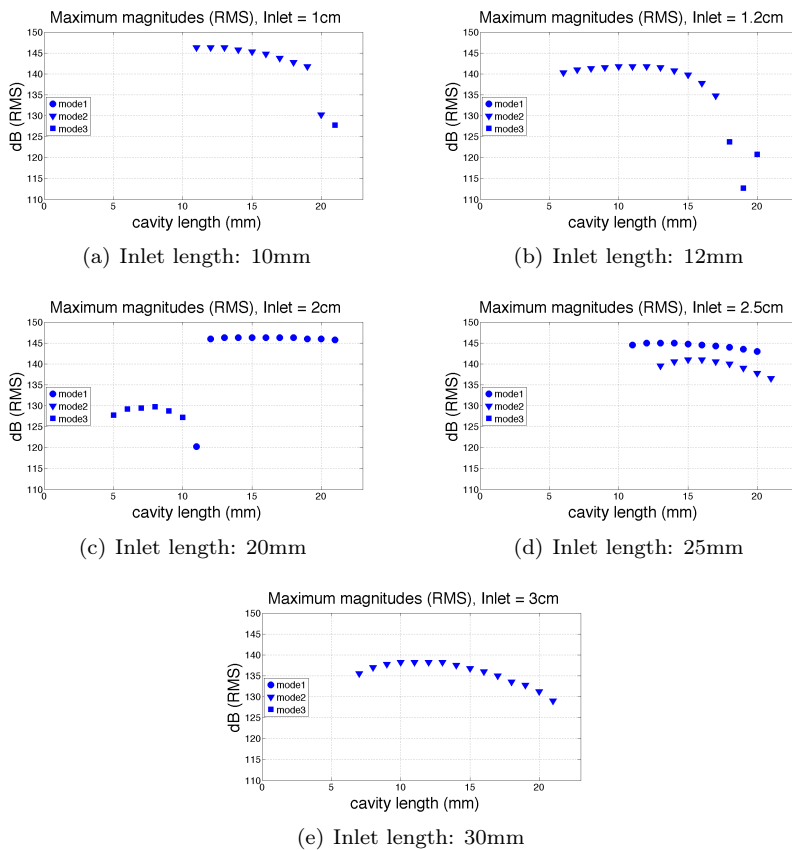 Maximum magnitudes (RMS), Inlet = 1cm
150
145
140
135
130
125
120
115
110
0 5 10 15 20
dB (RMS)
mode1
mode2
mode3
cavity length (mm)
(a) Inlet length: 10mm
Maximum magnitudes (RMS), Inlet = 1.2cm
150
145
140
135
130
125
120
115
110
0 5 10 15 20
dB (RMS)
mode1
mode2
mode3
cavity length (mm)
(b) Inlet length: 12mm
Maximum magnitudes (RMS), Inlet = 2cm
150
145
140
135
130
125
120
115
110
0 5 10 15 20
dB (RMS)
mode1
mode2
mode3
cavity length (mm)
(c) Inlet length: 20mm
Maximum magnitudes (RMS), Inlet = 2.5cm
150
145
140
135
130
125
120
115
110
0 5 10 15 20
dB (RMS)
mode1
mode2
mode3
cavity length (mm)
(d) Inlet length: 25mm
Maximum magnitudes (RMS), Inlet = 3cm
150
145
140
135
130
125
120
115
110
0 5 10 15 20
dB (RMS)
mode1
mode2
mode3
cavity length (mm)
(e) Inlet length: 30mm